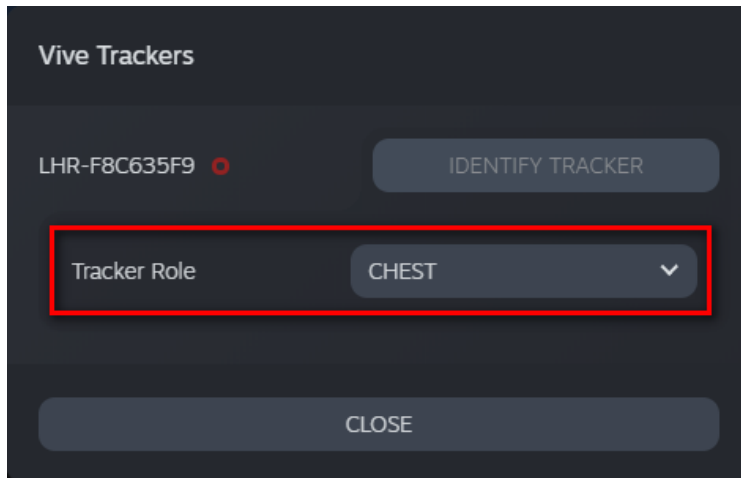 Vive Trackers
LHR-F8C635F9
IDENTIFY TRACKER
Tracker Role
CHEST
CLOSE